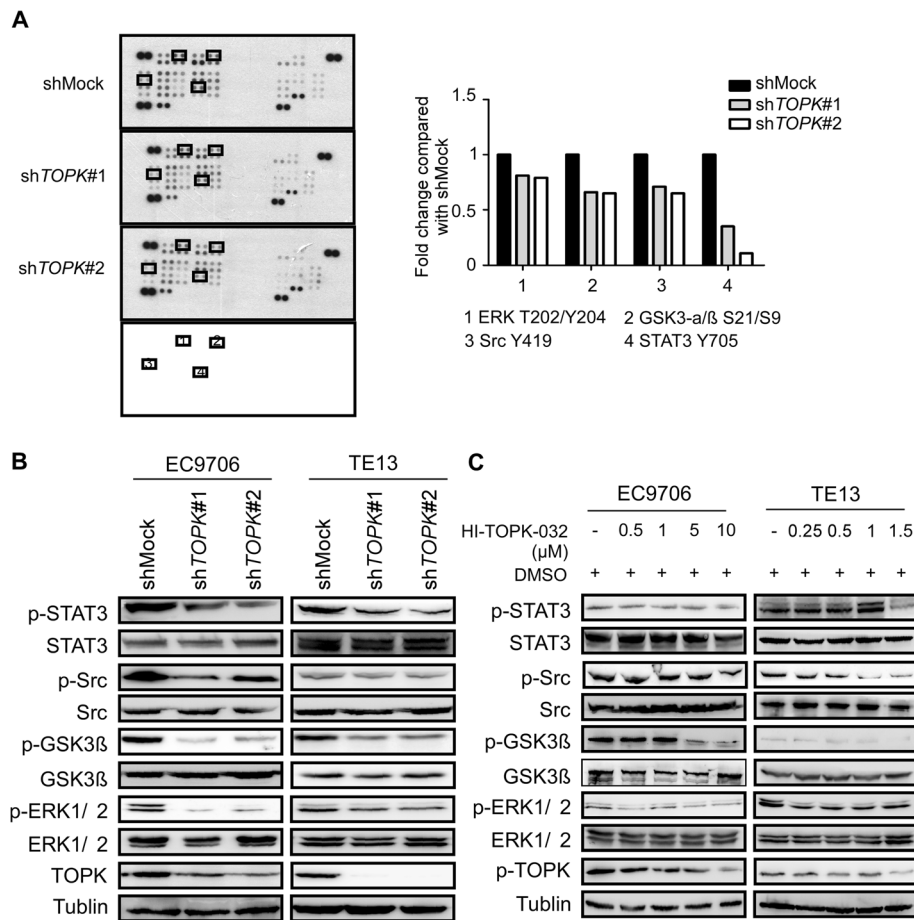 A
shMock
shTOPK#1
shTOPK#2
1
2
3
4
shMock
shTOPK#1
shTOPK#2
Fold change compared
with shMock
1.5
1
0.5
0
1 2 3 4
1 ERK T202/Y204 2 GSK3-a/ß S21/S9
3 Src Y419 4 STAT3 Y705
B
EC9706 TE13
shMock shTOPK#1 shTOPK#2 shMock shTOPK#1 shTOPK#2
p-STAT3
STAT3
p-Src
Src
p-GSK3ß
GSK3ß
p-ERK1/ 2
ERK1/ 2
TOPK
Tublin
C
EC9706 TE13
HI-TOPK-032 - 0.5 1 5 10 - 0.25 0.5 1 1.5
(µM)
DMSO + + + + + + + + + +
p-STAT3
STAT3
p-Src
Src
p-GSK3ß
GSK3ß
p-ERK1/ 2
ERK1/ 2
p-TOPK
Tublin